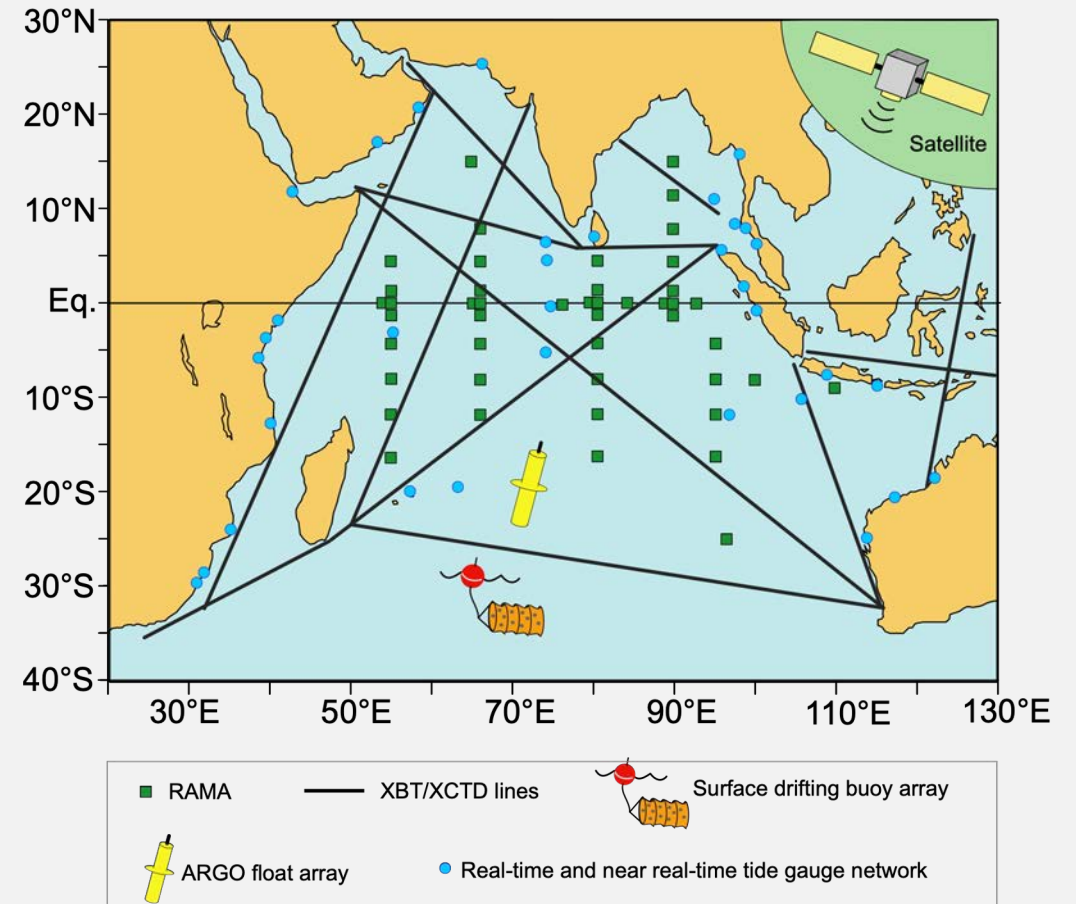 30°N
20°N
10°N
Eq.
10°S
20°S
30°S
40°S
Satellite
30°E 50°E 70°E 90°E 110°E 130°E
RAMA XBT/XCTD lines Surface drifting buoy array
ARGO float array Real-time and near real-time tide gauge network